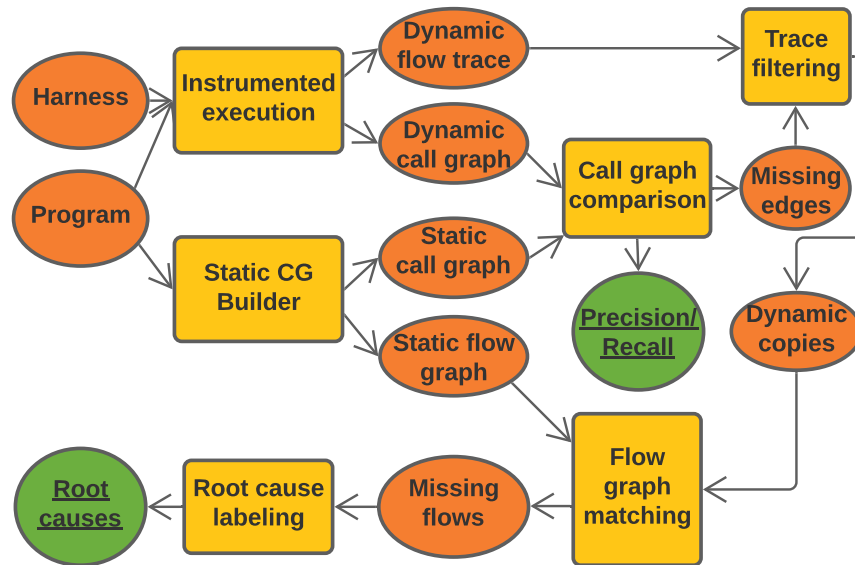 Dynamic
flow trace
Trace
filtering
Harness
Instrumented
execution
Dynamic
call graph
Call graph
comparison
Missing
edges
Program
Static CG
Builder
Static
call graph
Precision/
Recall
Dynamic
copies
Static flow
graph
Flow
graph
matching
Missing
flows
Root cause
labeling
Root
causes